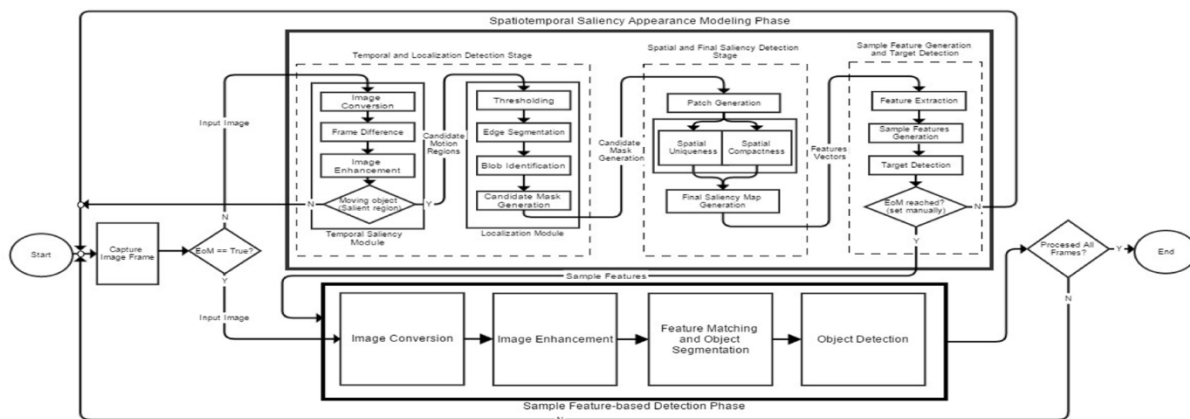 Spatiotemporal Saliency Appearance Modeling Phase
Temporal and Localization Detection Stage
Spatial and Final Saliency Detection
Stage
Sample Feature Generation
and Target Detection
Image
Conversion
Frame Difference
Image
Enhancement
Moving object
(Salient region)
Temporal Saliency
Module
N
Y
Candidate
Motion
Regions
Thresholding
Edge Segmentation
Blob Identification
Candidate Mask
Generation
Localization Module
Candidate
Mask
Generation
Patch Generation
Spatial
Uniqueness
Spatial
Compactness
Final Saliency Map
Generation
Features
Vectors
Feature Extraction
Sample Features
Generation
Target Detection
EoM reached?
(set manually)
N
Y
Input Image
N
Start
Capture
Image Frame
EoM == True?
Y
Input Image
Sample Features
Image Conversion
Image Enhancement
Feature Matching
and Object
Segmentation
Object Detection
Sample Feature-based Detection Phase
Procesed All
Frames?
Y
End
N
N